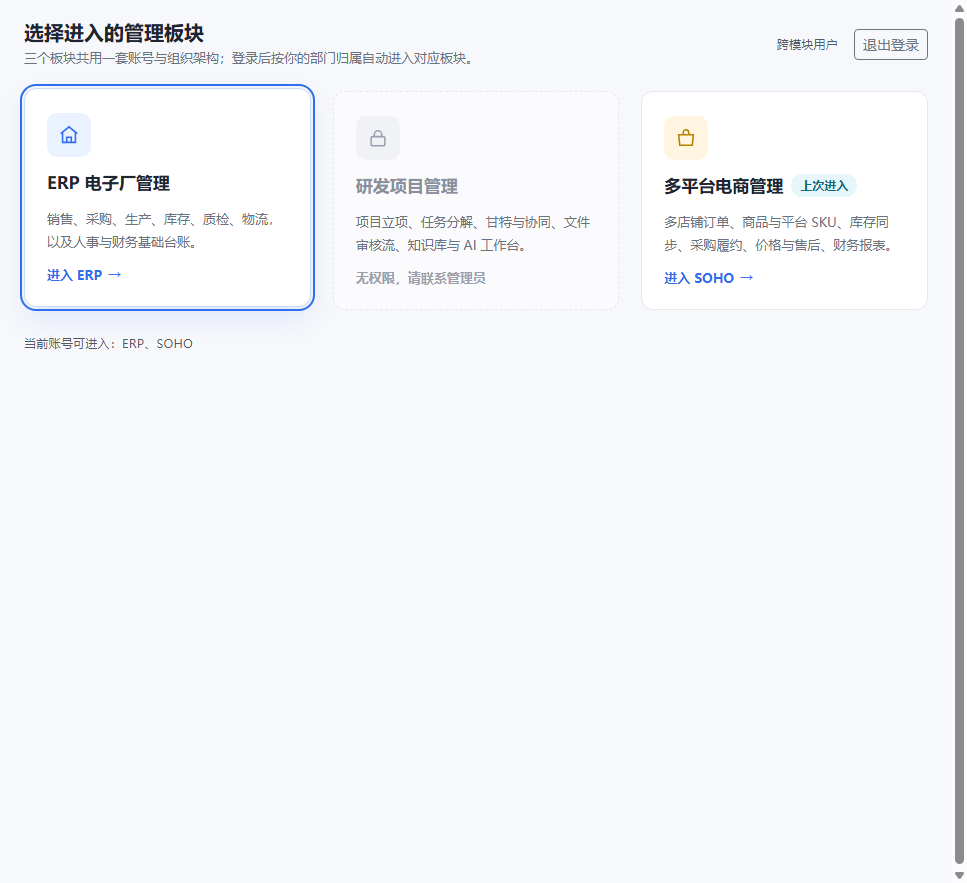 选择进入的管理板块
三个板块共用一套账号与组织架构；登录后按你的部门归属自动进入对应板块。
跨模块用户
退出登录
ERP 电子厂管理
销售、采购、生产、库存、质检、物流，
以及人事与财务基础台账。
进入 ERP →
研发项目管理
项目立项、任务分解、甘特与协同、文件
审核流、知识库与 AI 工作台。
无权限，请联系管理员
多平台电商管理 上次进入
多店铺订单、商品与平台 SKU、库存同
步、采购履约、价格与售后、财务报表。
进入 SOHO →
当前账号可进入：ERP、SOHO